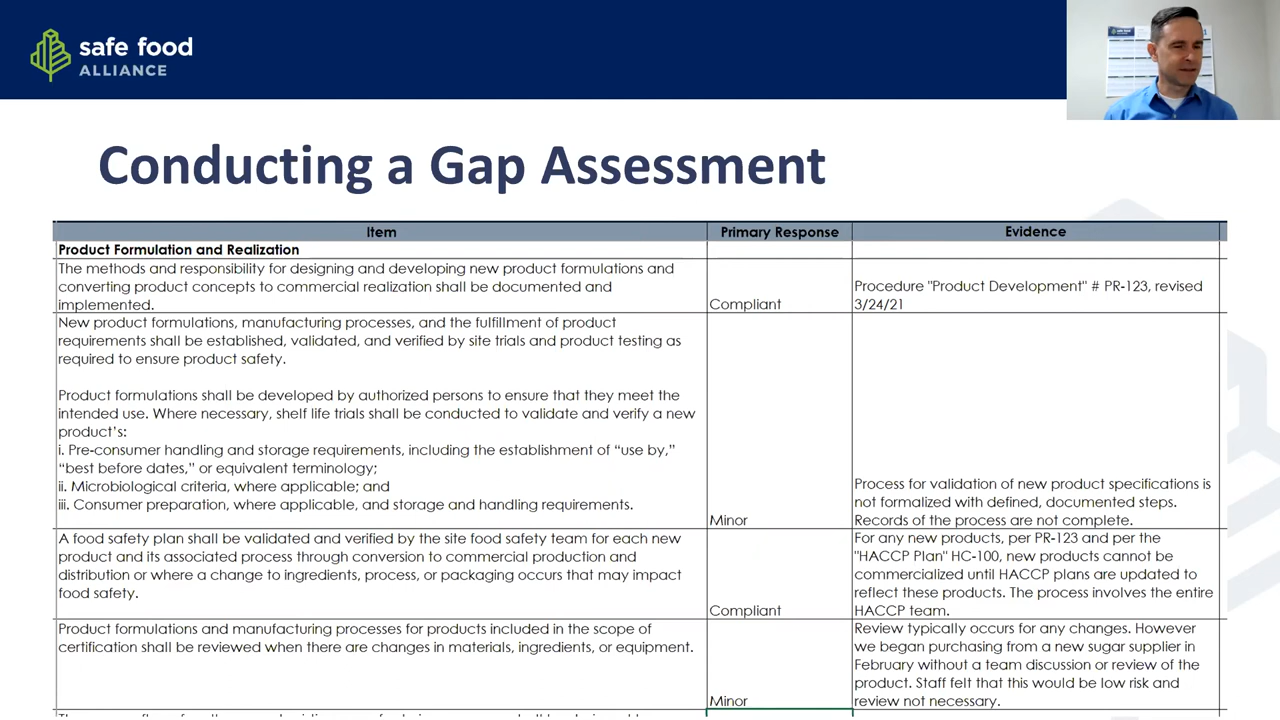 safe food
ALLIANCE
safe food
Conducting a Gap Assessment
Item
Primary Response
Evidence
Product Formulation and Realization
The methods and responsibility for designing and developing new product formulations and
converting product concepts to commercial realization shall be documented and
implemented.
Compliant
Procedure "Product Development" # PR-123, revised
3/24/21
New product formulations, manufacturing processes, and the fulfillment of product
requirements shall be established, validated, and verified by site trials and product testing as
required to ensure product safety.
Product formulations shall be developed by authorized persons to ensure that they meet the
intended use. Where necessary, shelf life trials shall be conducted to validate and verify a new
product’s:
i. Pre-consumer handling and storage requirements, including the establishment of “use by,”
“best before dates,” or equivalent terminology;
ii. Microbiological criteria, where applicable; and
iii. Consumer preparation, where applicable, and storage and handling requirements.
Minor
Process for validation of new product specifications is
not formalized with defined, documented steps.
Records of the process are not complete.
A food safety plan shall be validated and verified by the site food safety team for each new
product and its associated process through conversion to commercial production and
distribution or where a change to ingredients, process, or packaging occurs that may impact
food safety.
Compliant
For any new products, per PR-123 and per the
"HACCP Plan" HC-100, new products cannot be
commercialized until HACCP plans are updated to
reflect these products. The process involves the entire
HACCP team.
Product formulations and manufacturing processes for products included in the scope of
certification shall be reviewed when there are changes in materials, ingredients, or equipment.
Minor
Review typically occurs for any changes. However
we began purchasing from a new sugar supplier in
February without a team discussion or review of the
product. Staff felt that this would be low risk and
review not necessary.